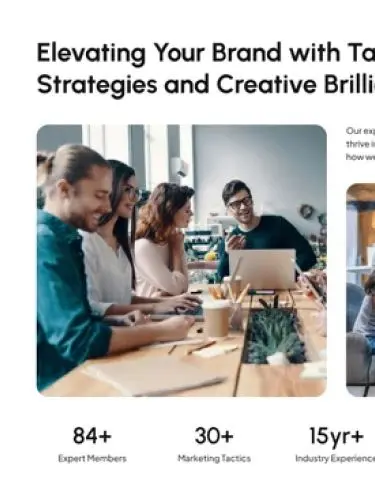 Elevating Your Brand with Ta
Strategies and Creative Brilli
Our exp
thrive i
how we
84+
Expert Members
30+
Marketing Tactics
15yr+
Industry Experience